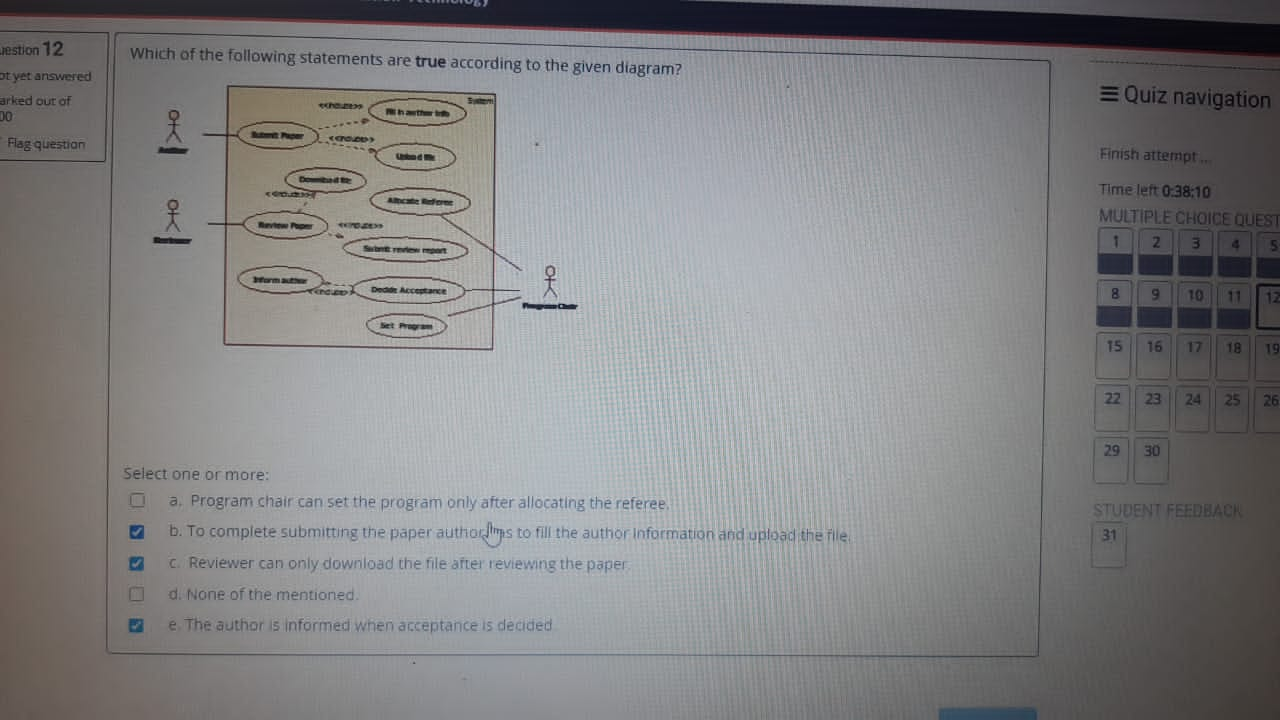 uestion 12
ot yet answered
arked out of
00
Flag question
Which of the following statements are true according to the given diagram?
System
<<include>>
Fill in author info
Submit Paper
<<include>>
Upload file
Author
Download file
<<include>>
Allocate Referee
Review Paper
<<include>>
Reviewer
Submit review report
Inform author
<<include>>
Decide Acceptance
Program Chair
Set Program
Select one or more:
a. Program chair can set the program only after allocating the referee.
b. To complete submitting the paper author s to fill the author information and upload the file.
c. Reviewer can only download the file after reviewing the paper.
d. None of the mentioned.
e. The author is informed when acceptance is decided.
Quiz navigation
Finish attempt ...
Time left 0:38:10
MULTIPLE CHOICE QUEST
1 2 3 4 5
8 9 10 11 12
15 16 17 18 19
22 23 24 25 26
29 30
STUDENT FEEDBACK
31